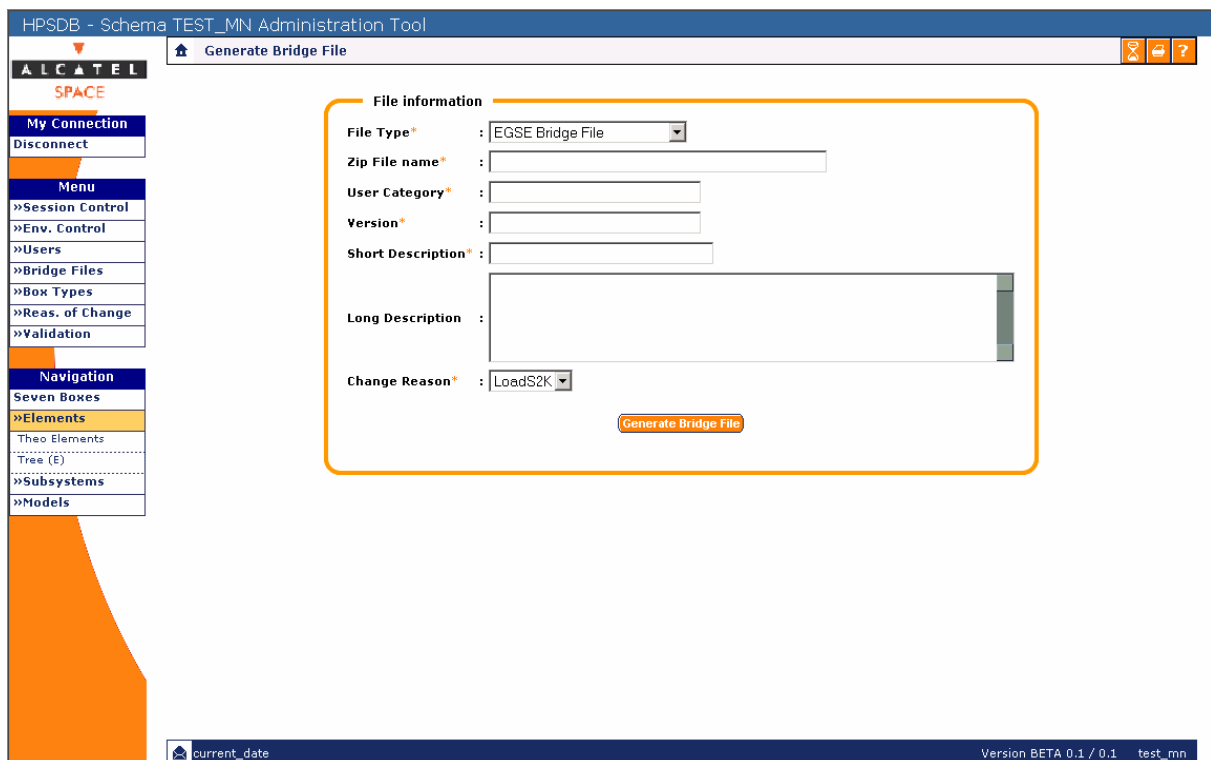 HPSDB - Schema TEST_MN Administration Tool
ALCATEL
SPACE
Generate Bridge File
?
My Connection
Disconnect
Menu
»Session Control
»Env. Control
»Users
»Bridge Files
»Box Types
»Reas. of Change
»Validation
Navigation
Seven Boxes
»Elements
Theo Elements
Tree (E)
»Subsystems
»Models
File information
File Type* : EGSE Bridge File
Zip File name* :
User Category* :
Version* :
Short Description* :
Long Description :
Change Reason* : LoadS2K
Generate Bridge File
current_date Version BETA 0.1 / 0.1 test_mn